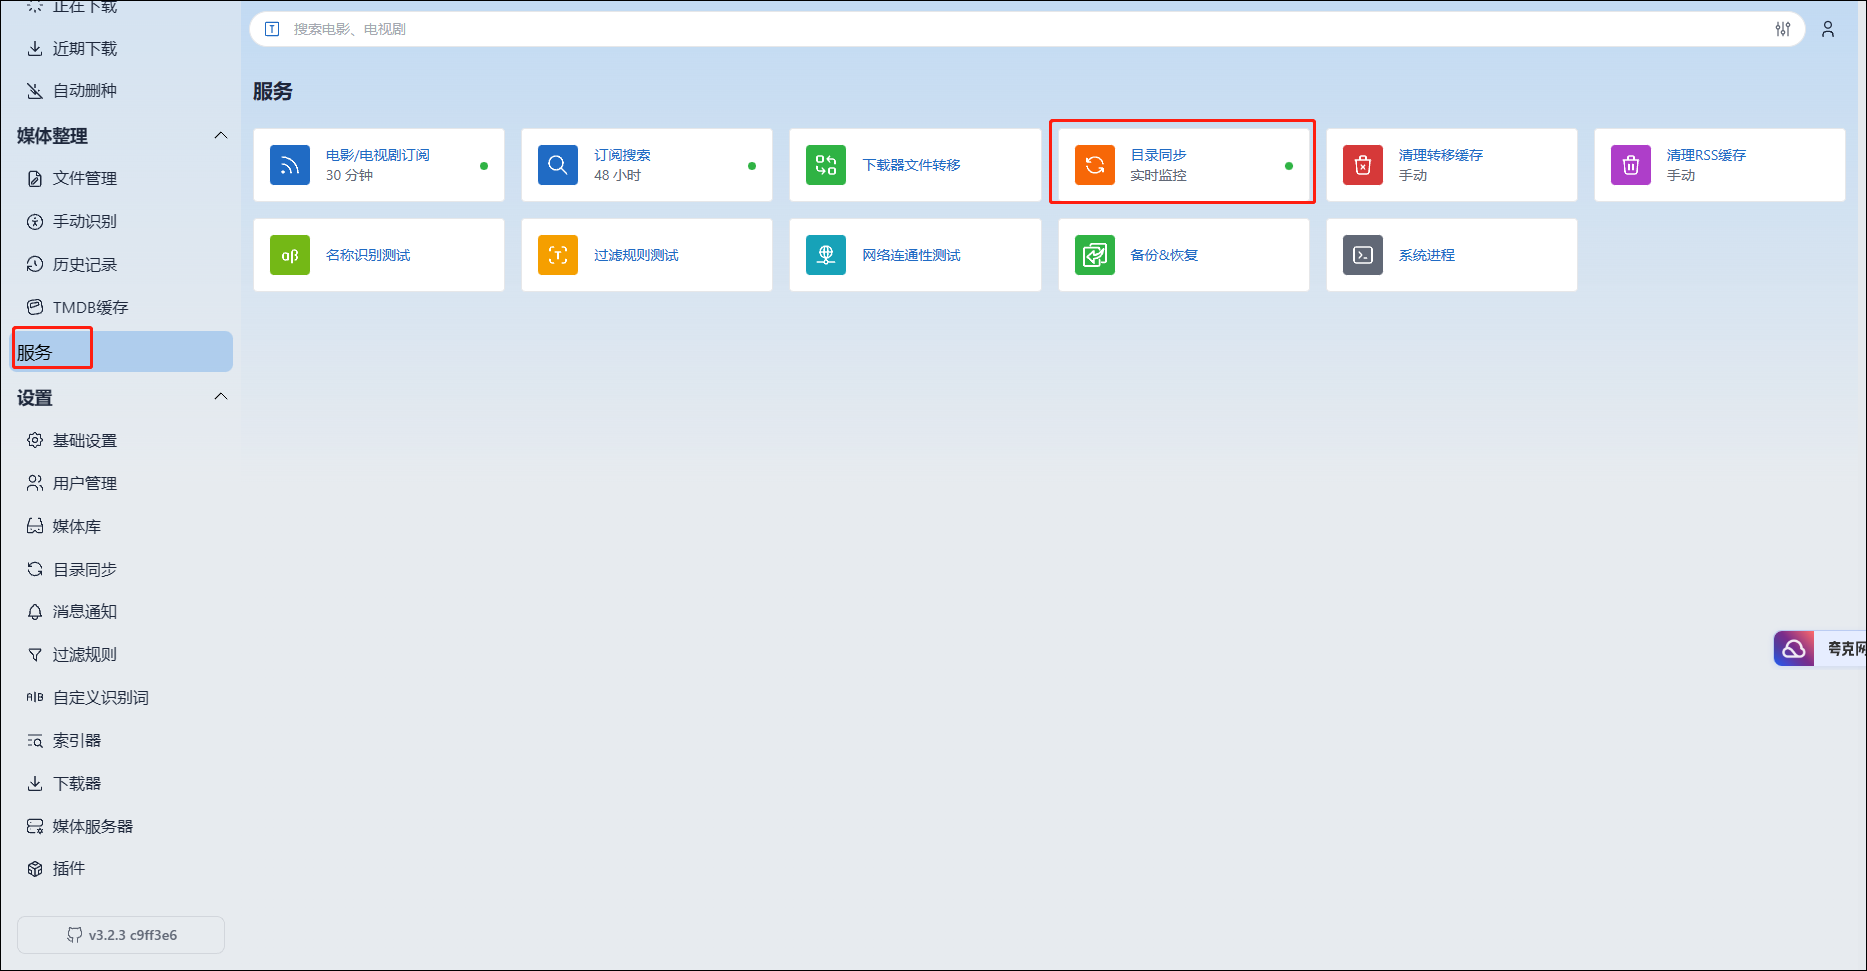 正在下载
近期下载
自动删种
媒体整理
文件管理
手动识别
历史记录
TMDB缓存
服务
设置
基础设置
用户管理
媒体库
目录同步
消息通知
过滤规则
A|B 自定义识别词
索引器
下载器
媒体服务器
插件
v3.2.3 c9ff3e6
T 搜索电影、电视剧
服务
电影/电视剧订阅
30 分钟
订阅搜索
48 小时
下载器文件转移
目录同步
实时监控
清理转移缓存
手动
清理RSS缓存
手动
αβ 名称识别测试
T 过滤规则测试
网络连通性测试
备份&恢复
系统进程
夸克网